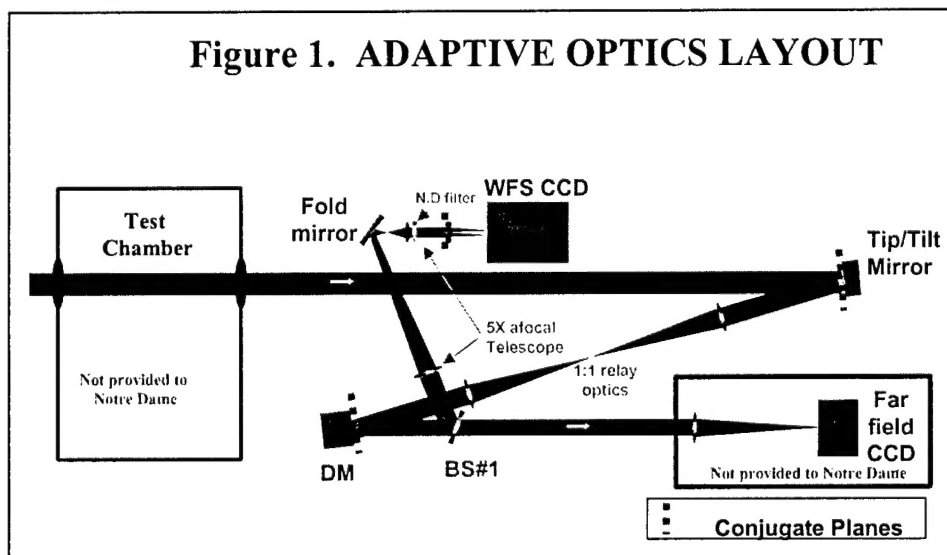 Figure 1. ADAPTIVE OPTICS LAYOUT
Test
Chamber
Fold
mirror
N.D filter
WFS CCD
Tip/Tilt
Mirror
5X afocal
Telescope
1:1 relay
optics
Not provided to
Notre Dame
DM
BS#1
Far
field
CCD
Not provided to Notre Dame
Conjugate Planes